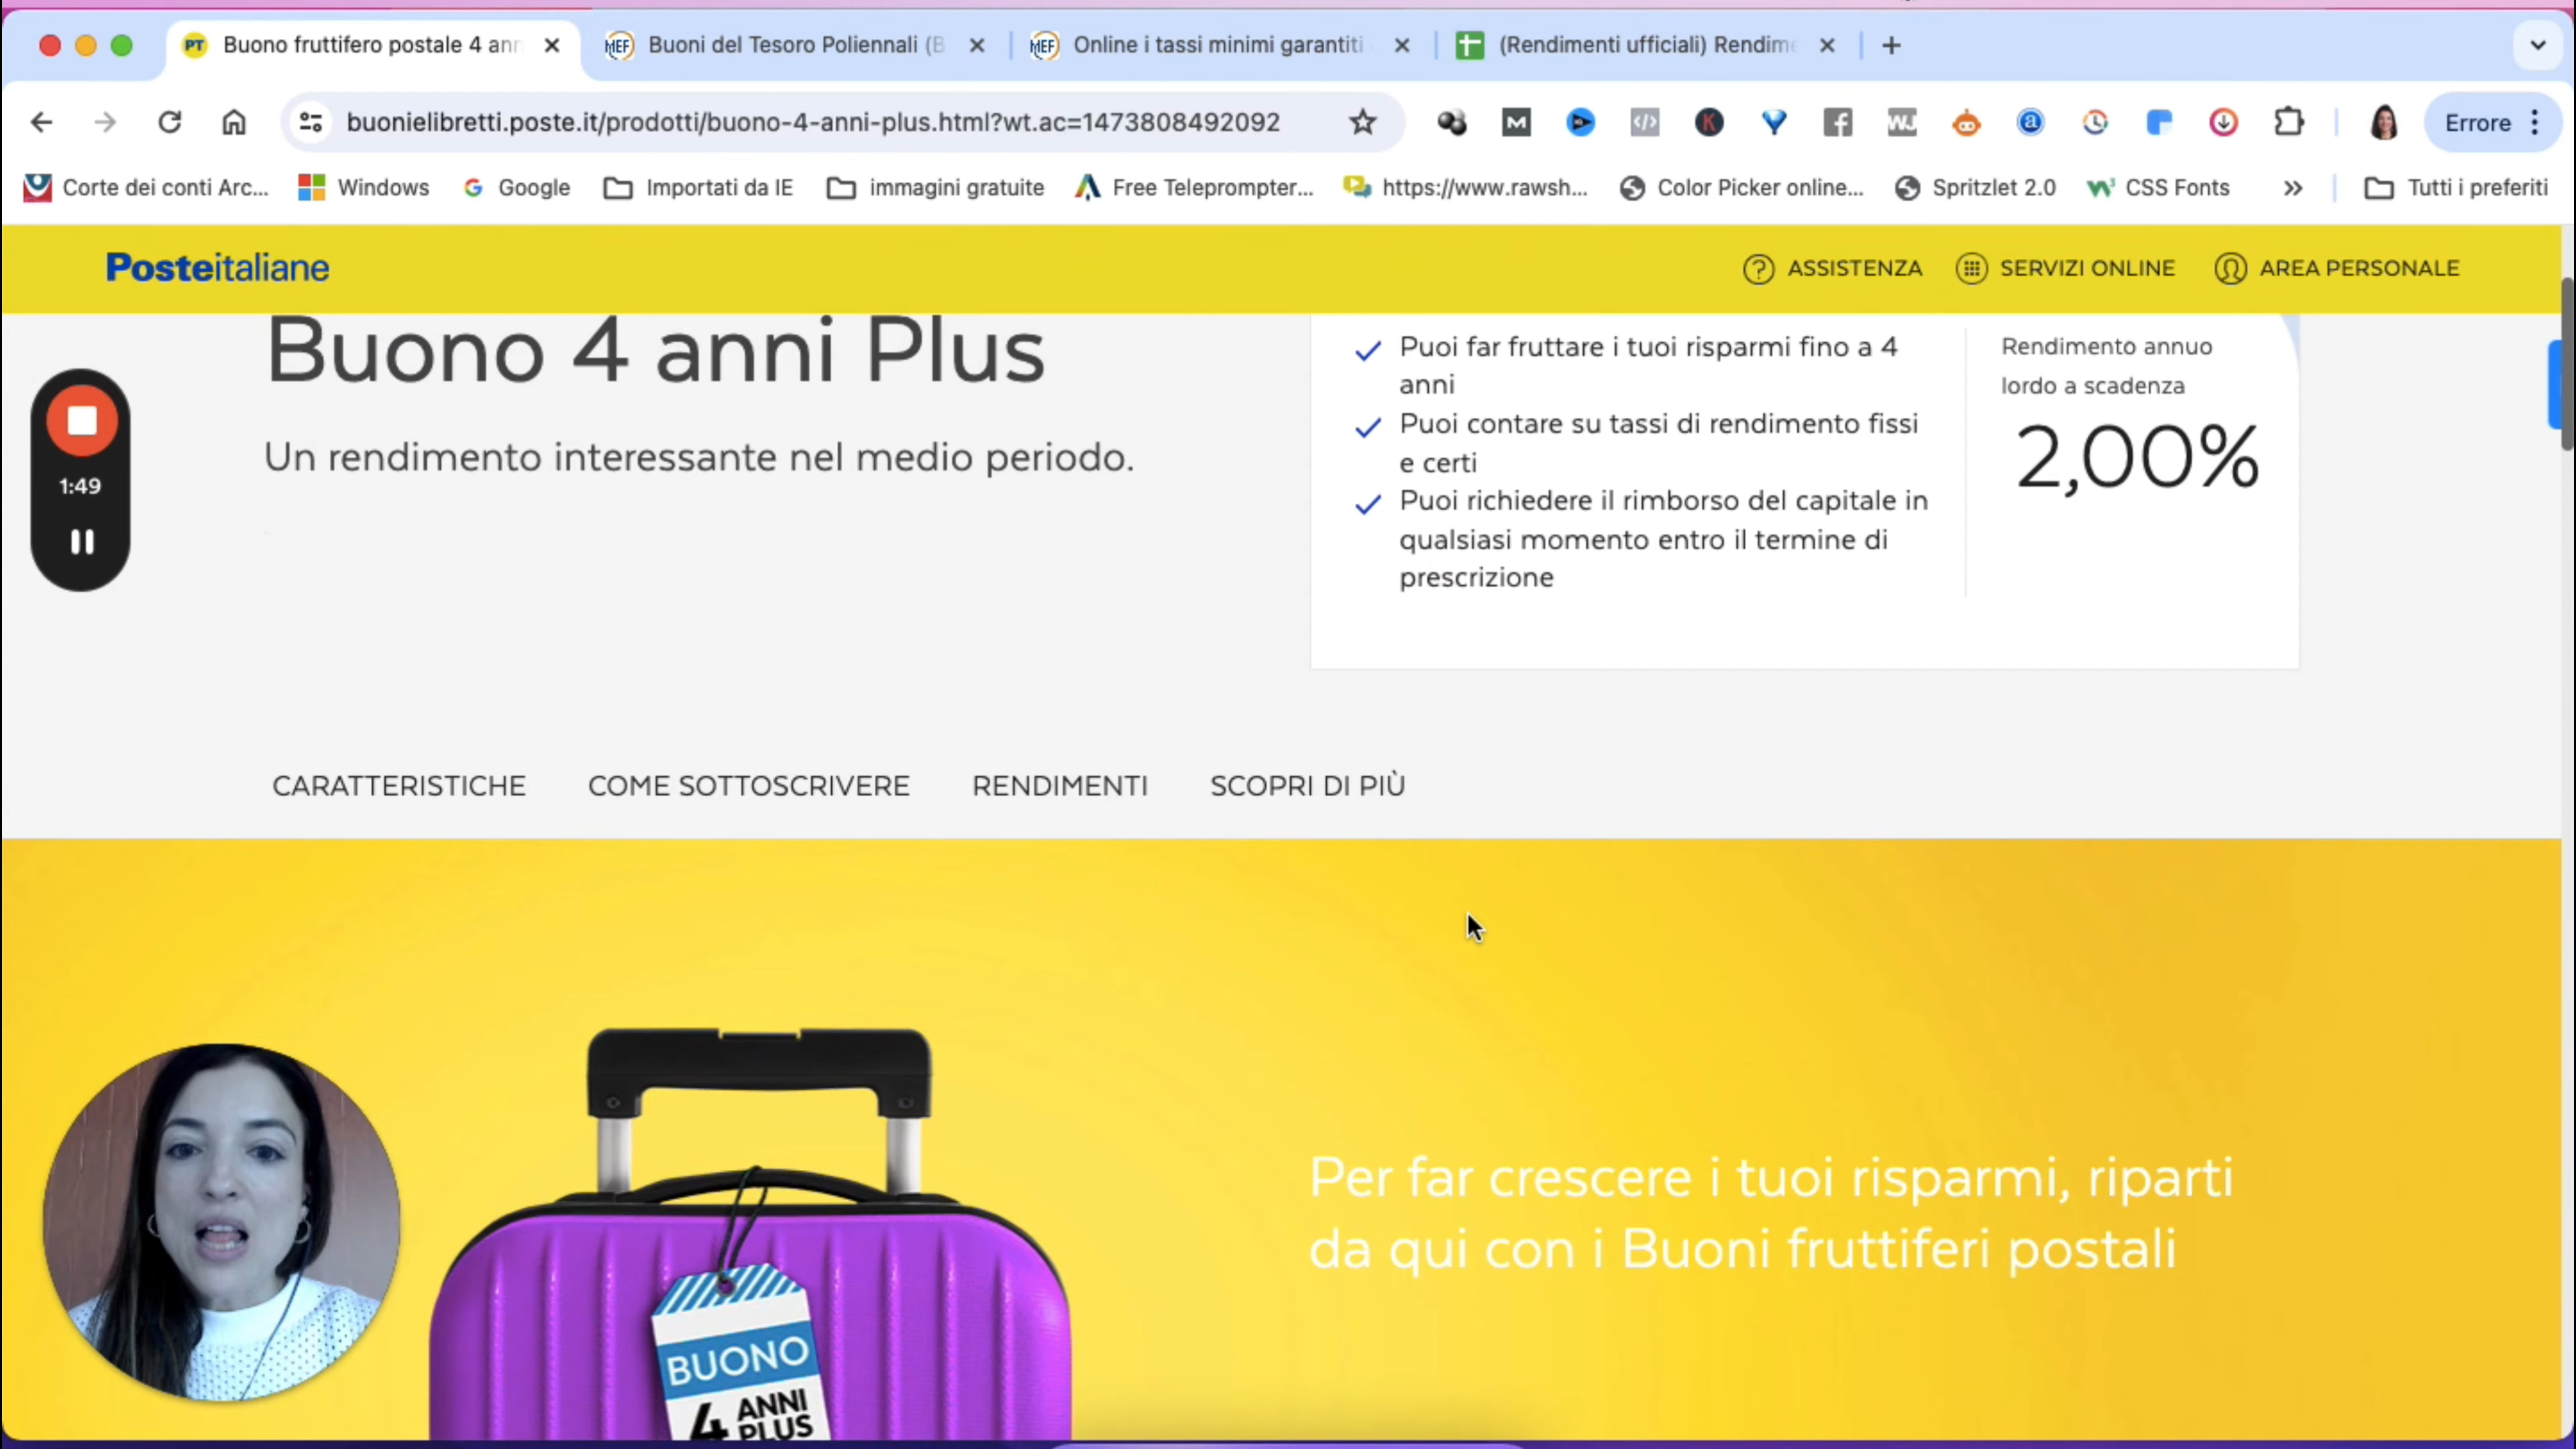 PT Buono fruttifero postale 4 ann
MEF Buoni del Tesoro Poliennali (B
MEF Online i tassi minimi garantiti
(Rendimenti ufficiali) Rendime
buonielibretti.poste.it/prodotti/buono-4-anni-plus.html?wt.ac=1473808492092
Errore
Corte dei conti Arc...
Windows
Google
Importati da IE
immagini gratuite
Free Teleprompter...
https://www.rawsh...
Color Picker online...
Spritzlet 2.0
CSS Fonts
Tutti i preferiti
Posteitaliane
ASSISTENZA
SERVIZI ONLINE
AREA PERSONALE
Buono 4 anni Plus
Un rendimento interessante nel medio periodo.
1:49
Puoi far fruttare i tuoi risparmi fino a 4
anni
Puoi contare su tassi di rendimento fissi
e certi
Puoi richiedere il rimborso del capitale in
qualsiasi momento entro il termine di
prescrizione
Rendimento annuo
lordo a scadenza
2,00%
CARATTERISTICHE
COME SOTTOSCRIVERE
RENDIMENTI
SCOPRI DI PIÙ
Per far crescere i tuoi risparmi, riparti
da qui con i Buoni fruttiferi postali
BUONO
4 ANNI
PLUS